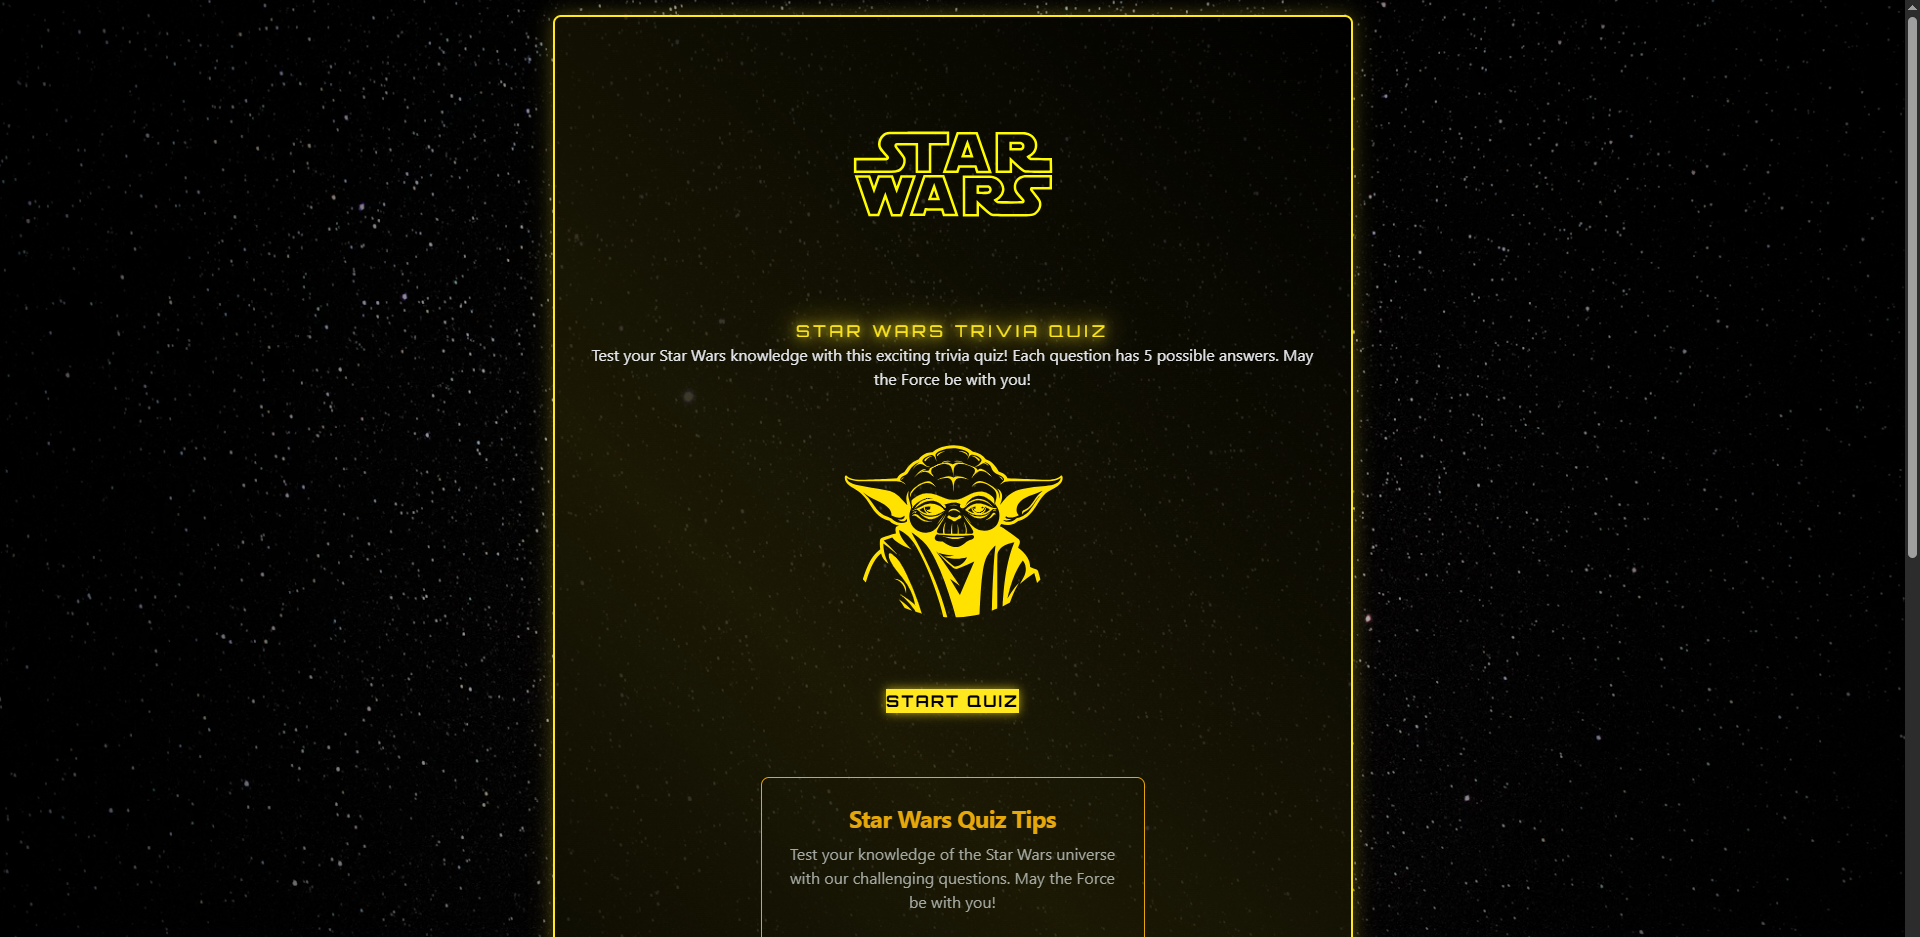 STAR
WARS
STAR WARS TRIVIA QUIZ
Test your Star Wars knowledge with this exciting trivia quiz! Each question has 5 possible answers. May
the Force be with you!
START QUIZ
Star Wars Quiz Tips
Test your knowledge of the Star Wars universe
with our challenging questions. May the Force
be with you!